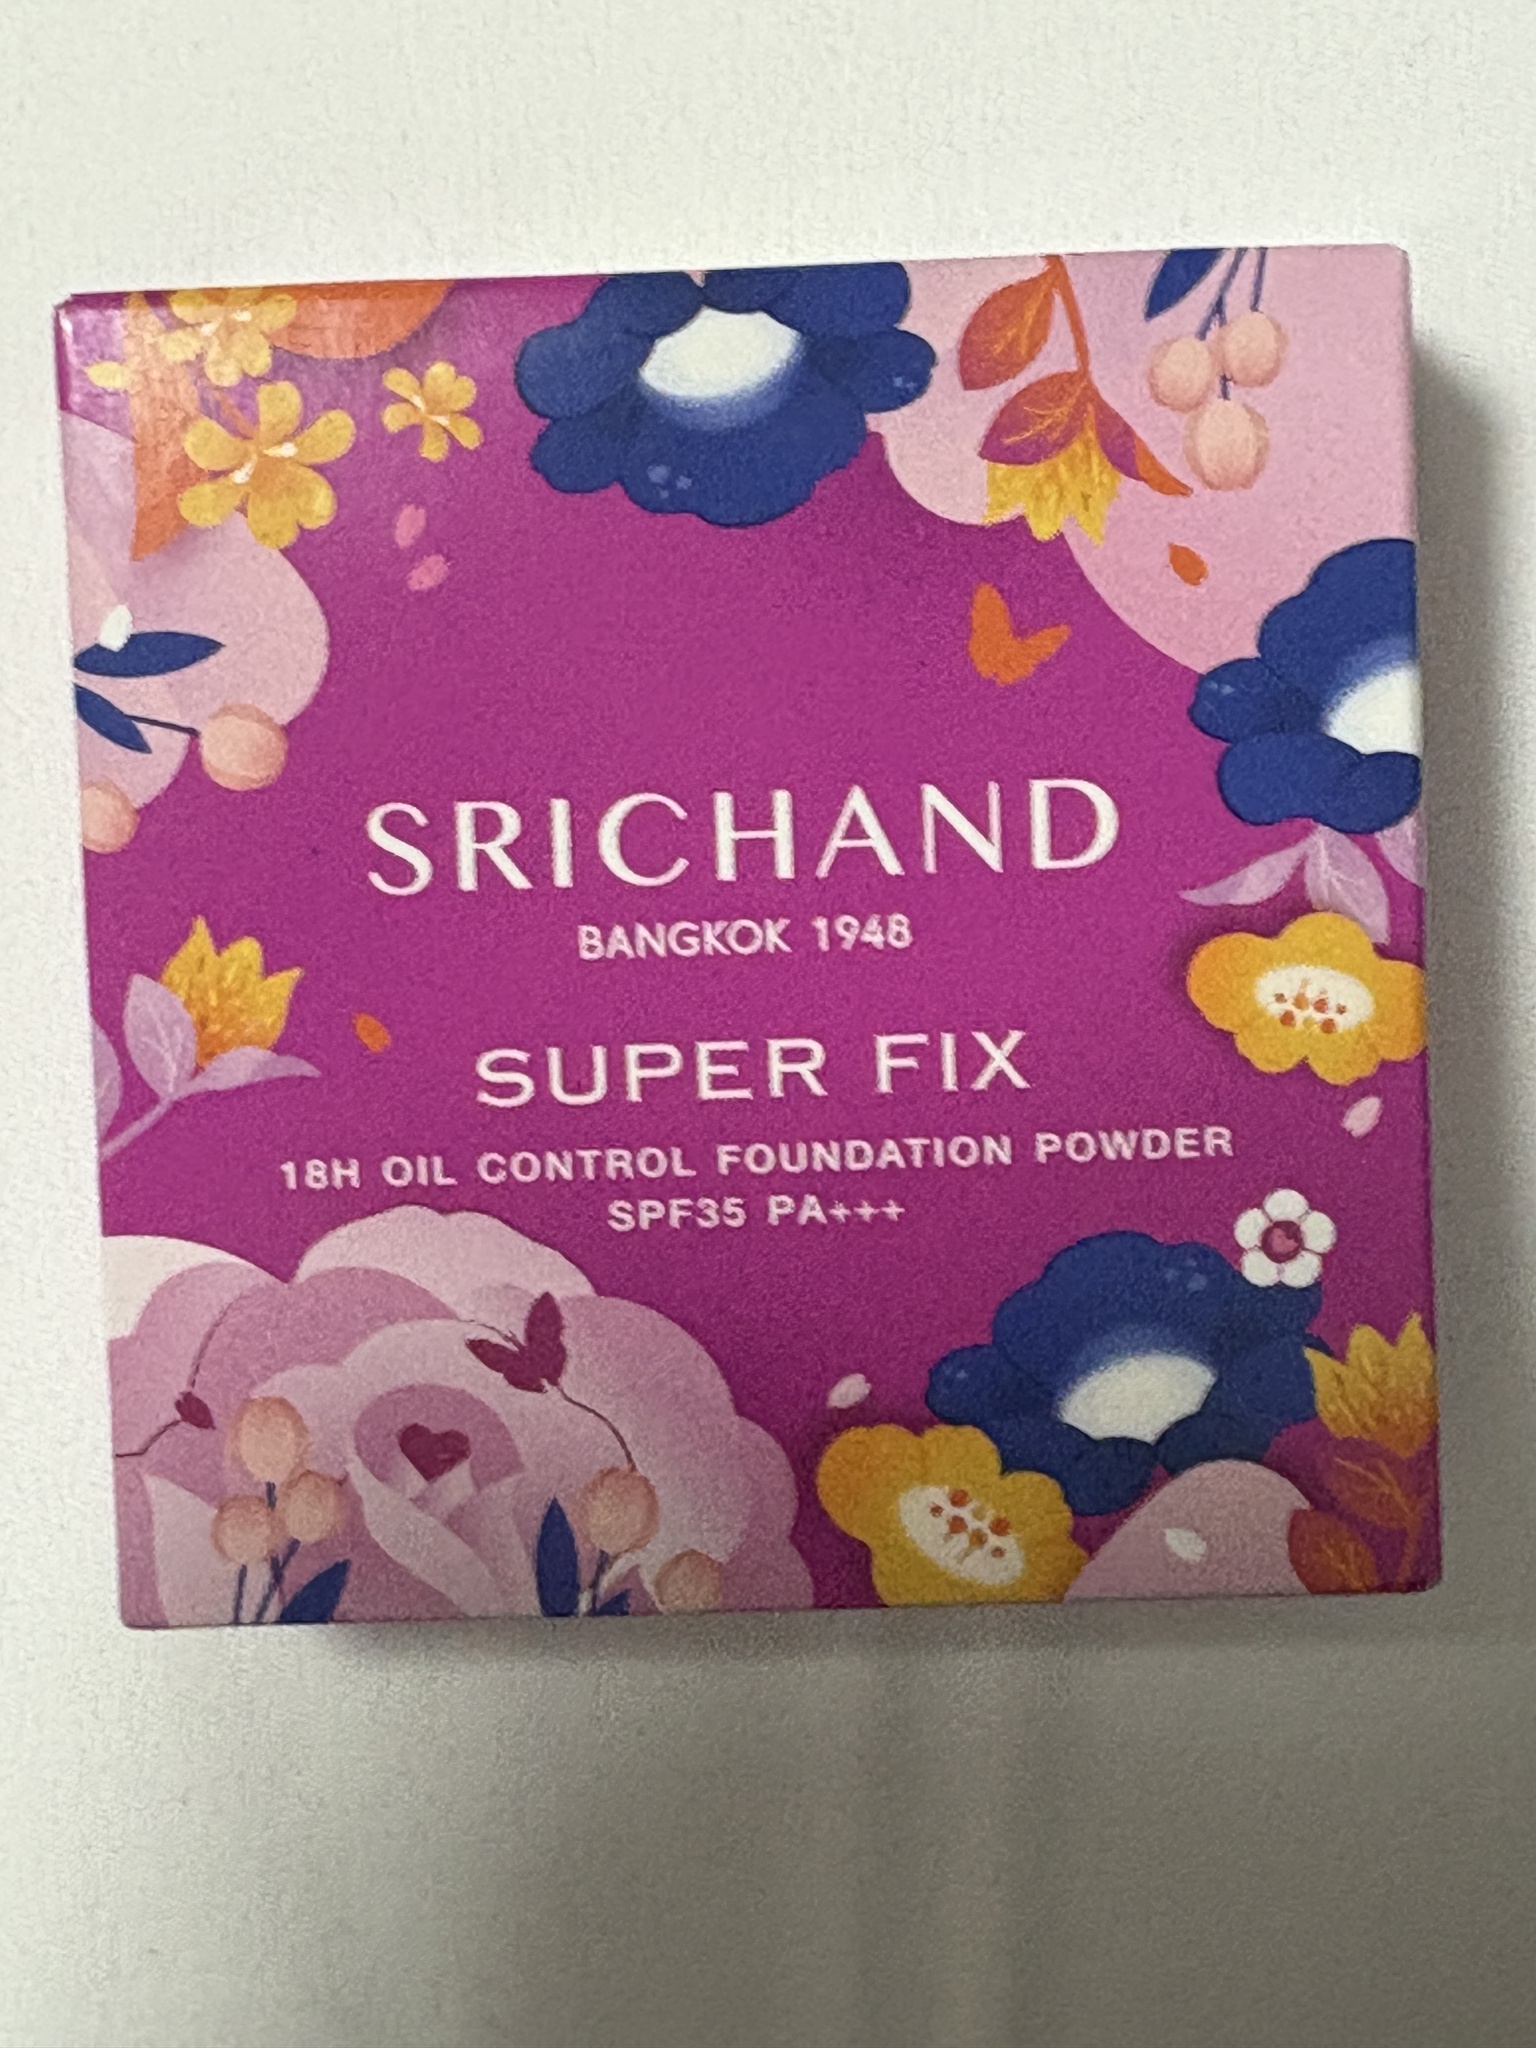 SRICHAND
BANGKOK 1948
SUPER FIX
18H OIL CONTROL FOUNDATION POWDER
SPF35 PA+++